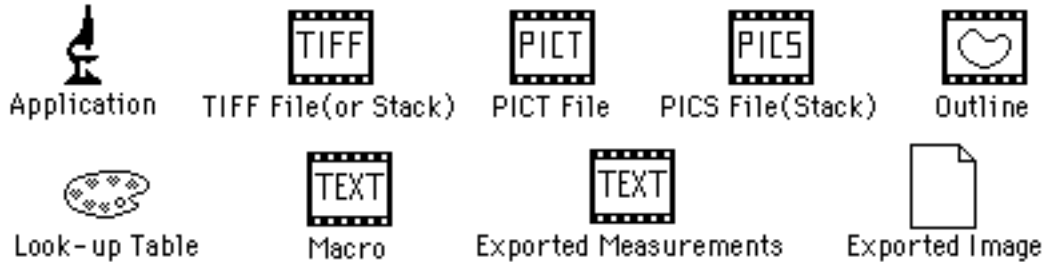 TIFF PICT PICS
Application TIFF File(or Stack) PICT File PICS File(Stack) Outline
TEXT TEXT
Look-up Table Macro Exported Measurements Exported Image